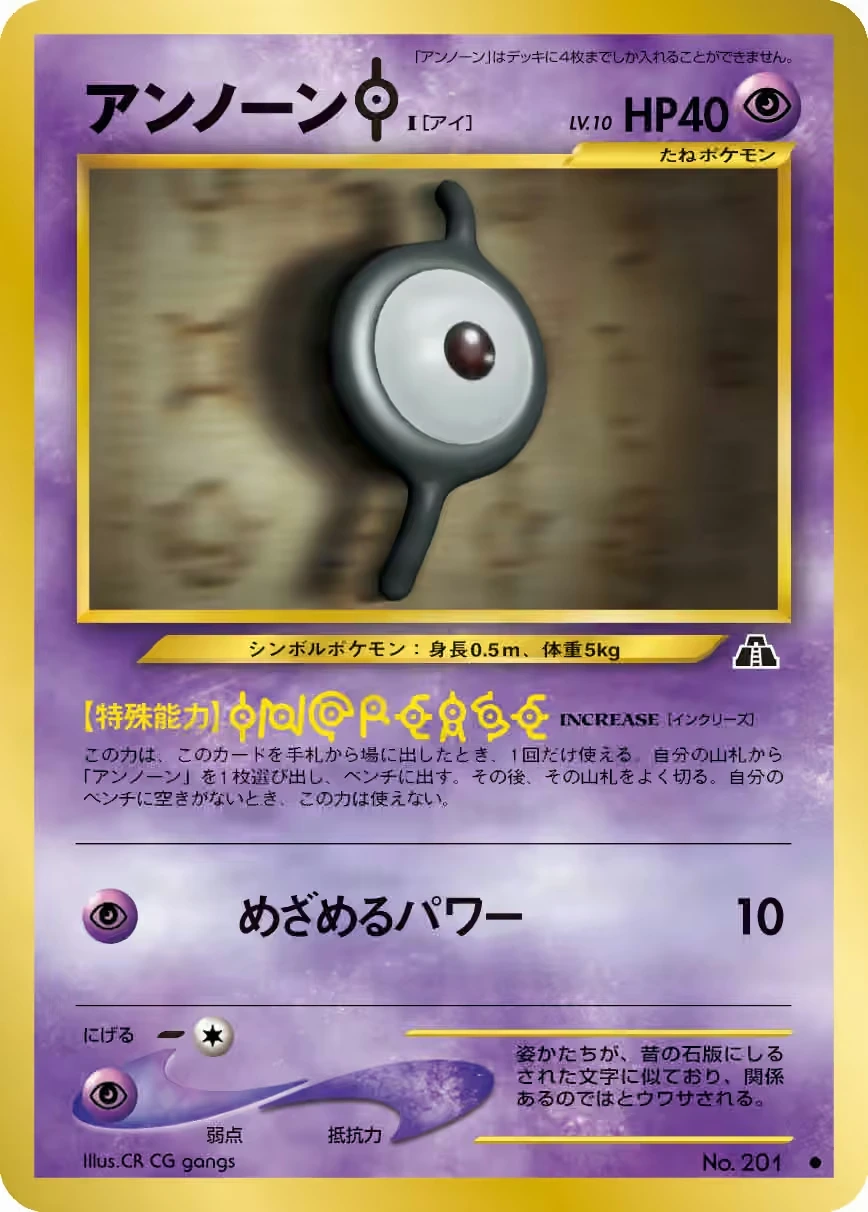 「アンノーン」はデッキに4枚までしか入れることができません。
アンノーン I [アイ] LV.10 HP40
たねポケモン
シンボルポケモン：身長0.5m、体重5kg
【特殊能力】INCREASE INCREASE [インクリーズ]
この力は、このカードを手札から場に出したとき、1回だけ使える。自分の山札から
「アンノーン」を1枚選び出し、ベンチに出す。その後、その山札をよく切る。自分の
ベンチに空きがないとき、この力は使えない。
めざめるパワー 10
にげる
姿かたちが、昔の石版にしる
された文字に似ており、関係
あるのではとウワサされる。
弱点 抵抗力
Illus.CR CG gangs No. 201